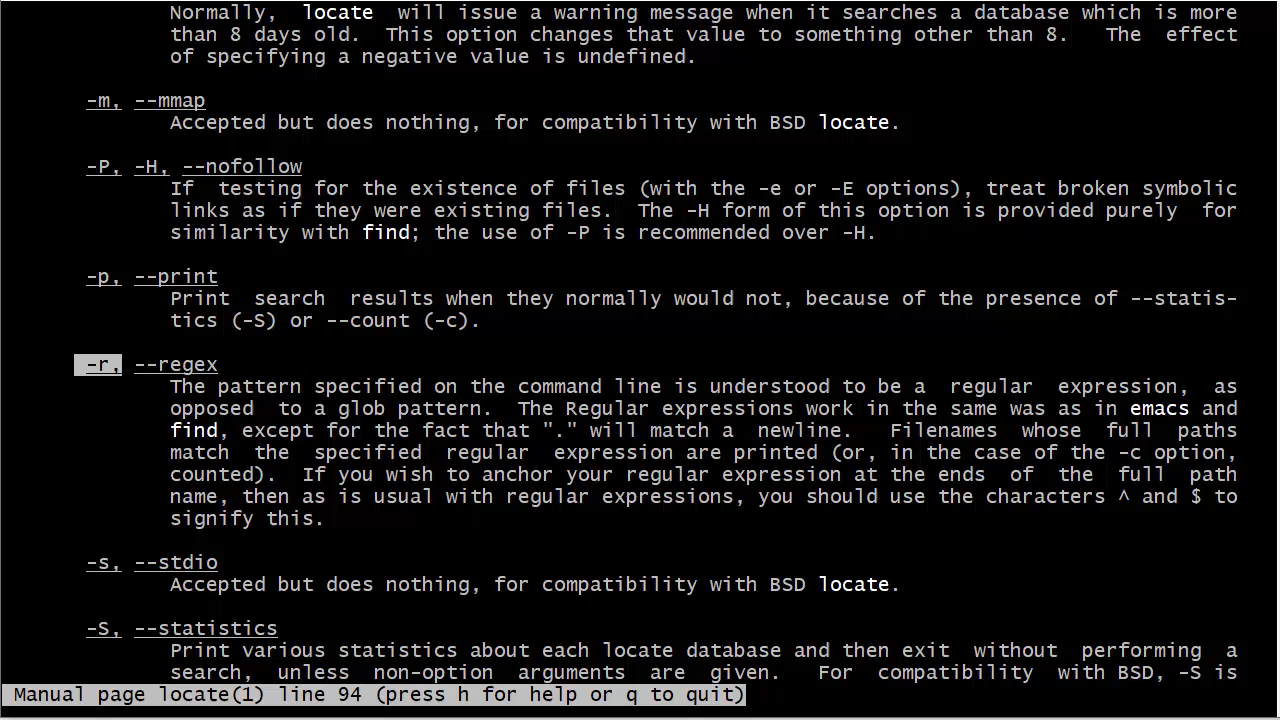 Normally,  locate  will issue a warning message when it searches a database which is more
than 8 days old.  This option changes that value to something other than 8.   The  effect
of specifying a negative value is undefined.
-m, --mmap
Accepted but does nothing, for compatibility with BSD locate.
-P, -H, --nofollow
If  testing for the existence of files (with the -e or -E options), treat broken symbolic
links as if they were existing files.  The -H form of this option is provided purely  for
similarity with find; the use of -P is recommended over -H.
-p, --print
Print  search  results when they normally would not, because of the presence of --statis-
tics (-S) or --count (-c).
-r, --regex
The pattern specified on the command line is understood to be a  regular  expression,  as
opposed  to a glob pattern.  The Regular expressions work in the same was as in emacs and
find, except for the fact that "." will match a  newline.   Filenames  whose  full  paths
match  the  specified  regular  expression are printed (or, in the case of the -c option,
counted).  If you wish to anchor your regular expression at the ends  of  the  full  path
name, then as is usual with regular expressions, you should use the characters ^ and $ to
signify this.
-s, --stdio
Accepted but does nothing, for compatibility with BSD locate.
-S, --statistics
Print various statistics about each locate database and then exit  without  performing  a
search,  unless  non-option  arguments  are  given.   For  compatibility  with BSD, -S is
Manual page locate(1) line 94 (press h for help or q to quit)